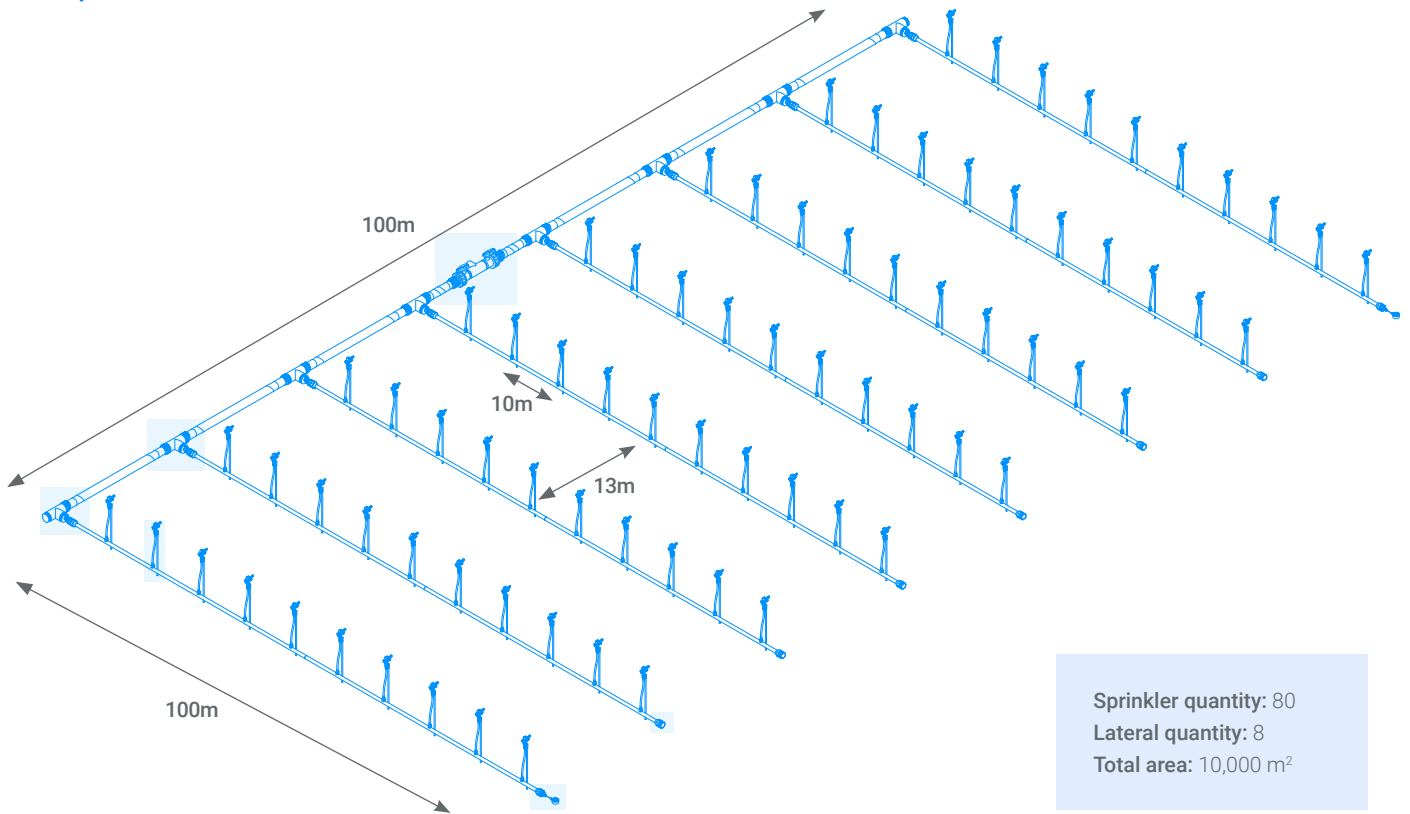 100m
10m
13m
100m
Sprinkler quantity: 80
Lateral quantity: 8
Total area: 10,000 m²